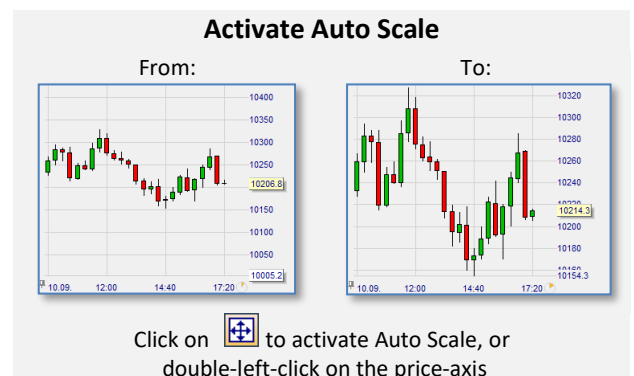 Activate Auto Scale
From:
To:
10400
10350
10300
10250
10206.8
10150
10100
10050
10005.2
10.09. 12:00 14:40 17:20
10320
10300
10280
10260
10240
10220
10214.3
10200
10180
10160
10154.3
10.09. 12:00 14:40 17:20
Click on to activate Auto Scale, or
double-left-click on the price-axis